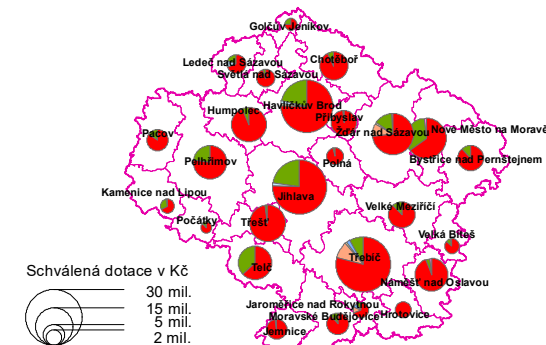 Golčův Jeníkov
Ledeč nad Sázavou
Chotěboř
Světlá nad Sázavou
Havlíčkův Brod
Humpolec
Přibyslav
Pacov
Žďár nad Sázavou
Nové Město na Moravě
Pelhřimov
Polná
Bystřice nad Pernštejnem
Kamenice nad Lipou
Jihlava
Velké Meziříčí
Počátky
Třešť
Velká Bíteš
Telč
Třebíč
Náměšť nad Oslavou
Schválená dotace v Kč
30 mil.
15 mil.
5 mil.
2 mil.
Jaroměřice nad Rokytnou
Hrotovice
Moravské Budějovice
Jemnice